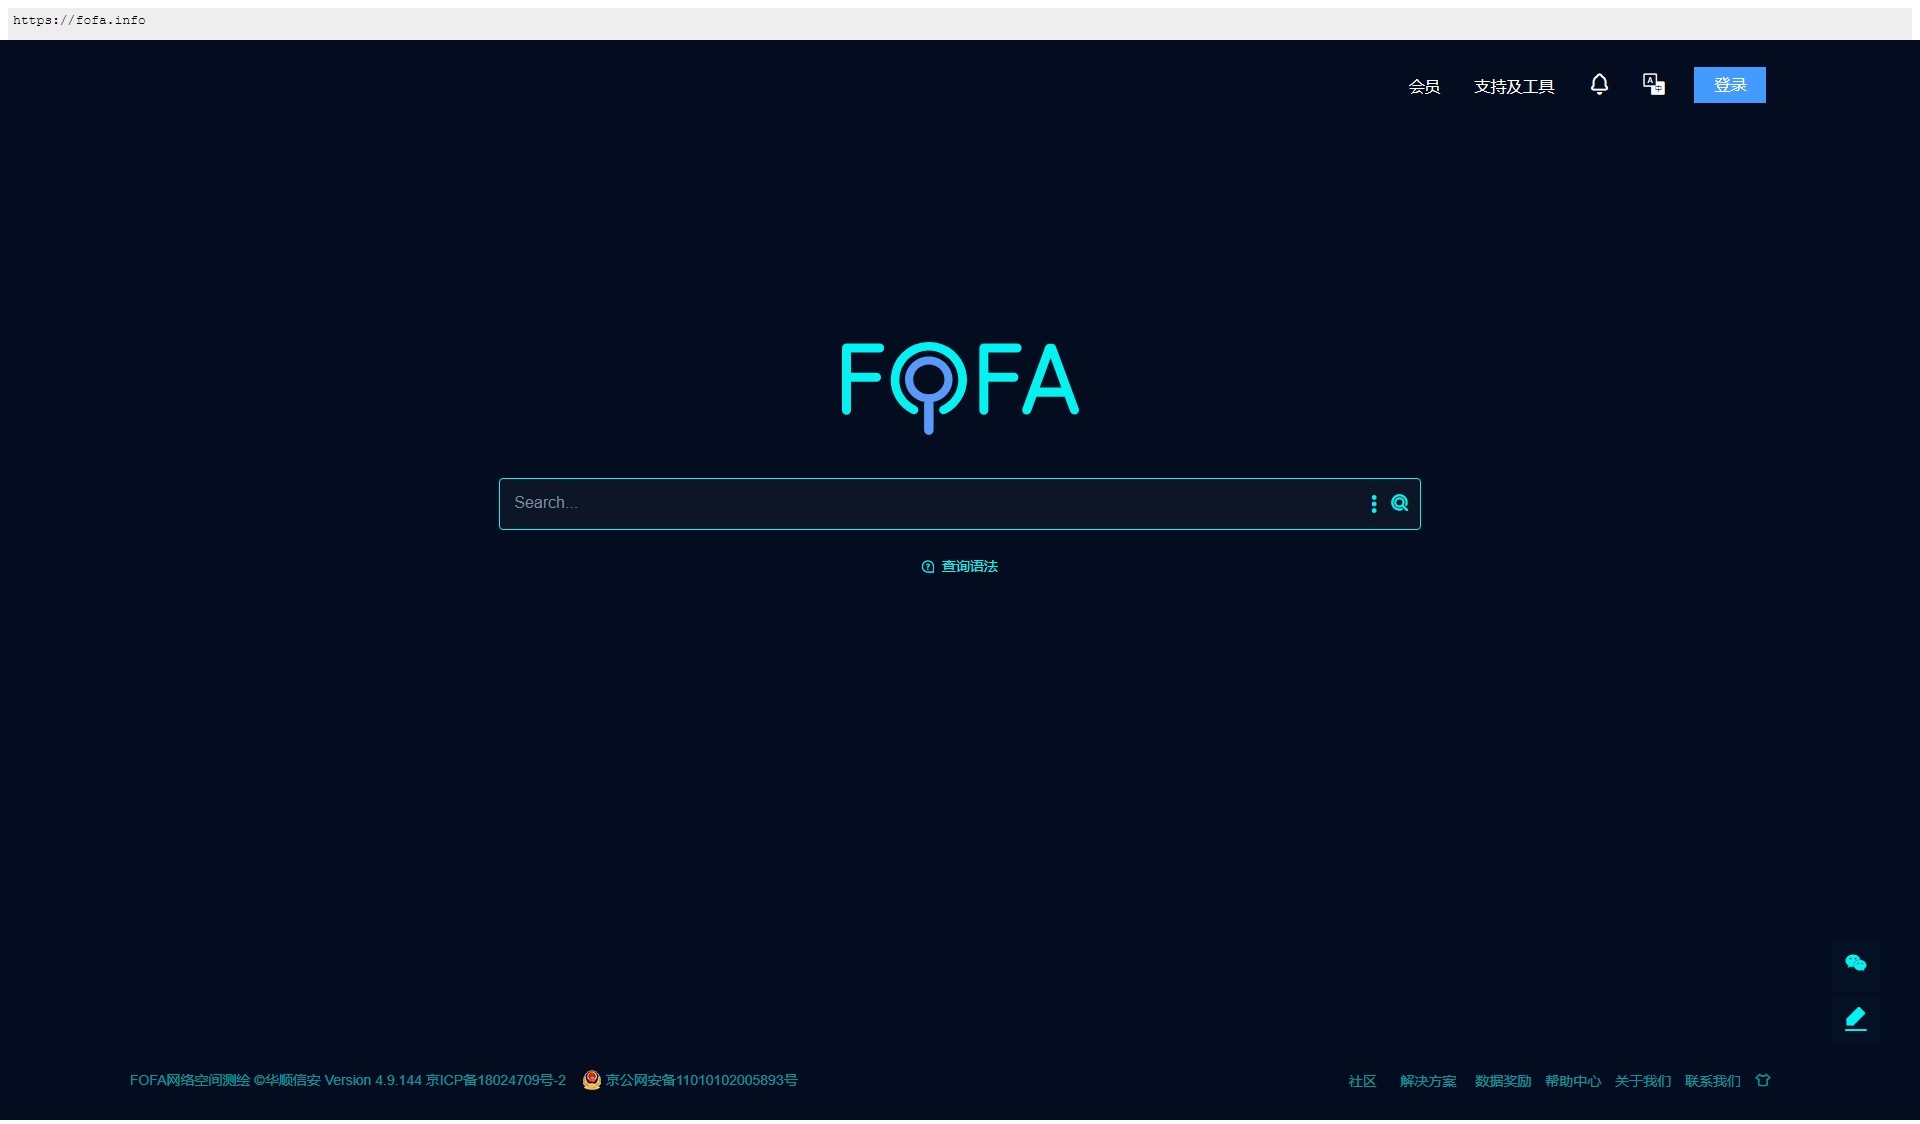 https://fofa.info
会员 支持及工具 登录
FOFA
Search...
查询语法
FOFA网络空间测绘 ©华顺信安 Version 4.9.144 京ICP备18024709号-2 京公网安备11010102005893号
社区 解决方案 数据奖励 帮助中心 关于我们 联系我们